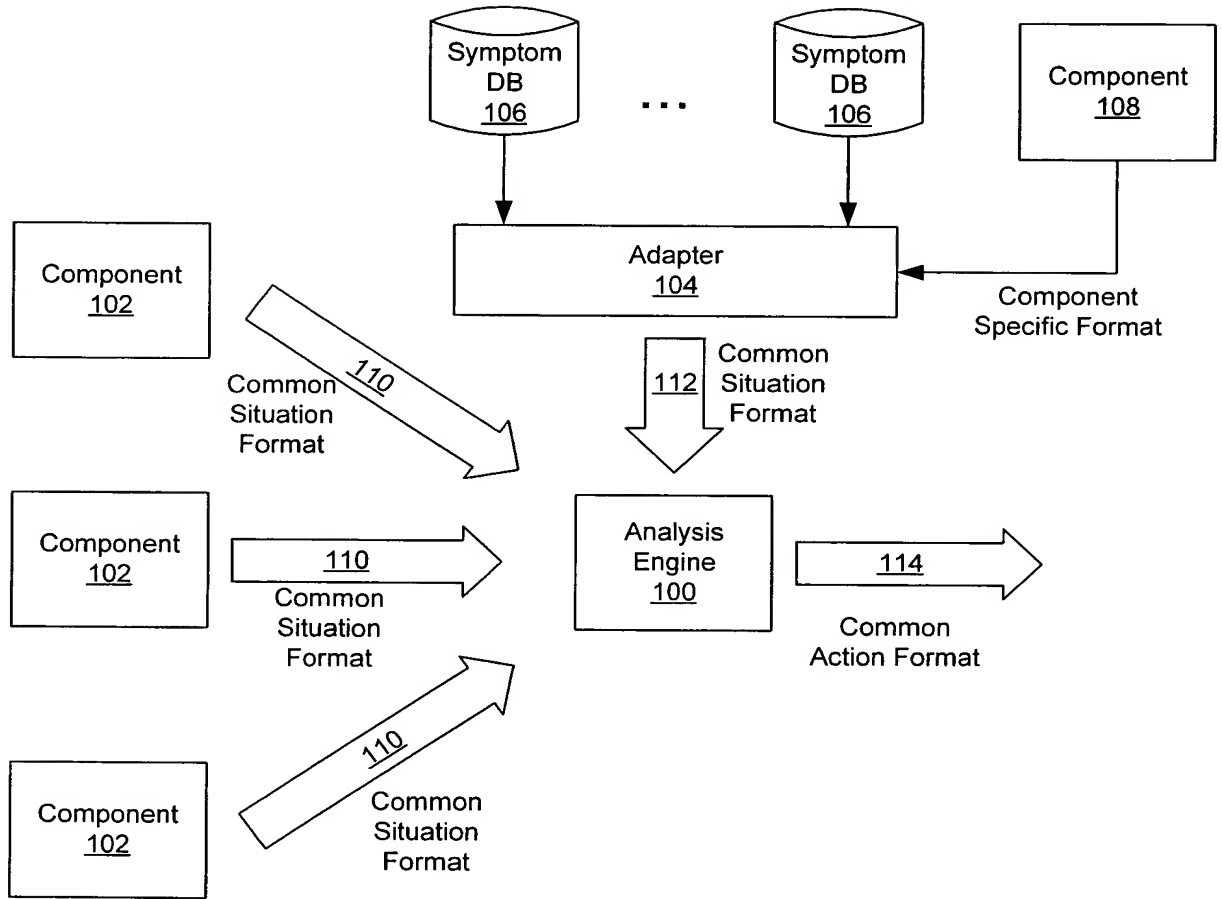 Symptom
DB
106
...
Symptom
DB
106
Component
108
Adapter
104
Component
Specific Format
Component
102
110
Common
Situation
Format
112
Common
Situation
Format
Component
102
110
Common
Situation
Format
Analysis
Engine
100
114
Common
Action Format
Component
102
110
Common
Situation
Format